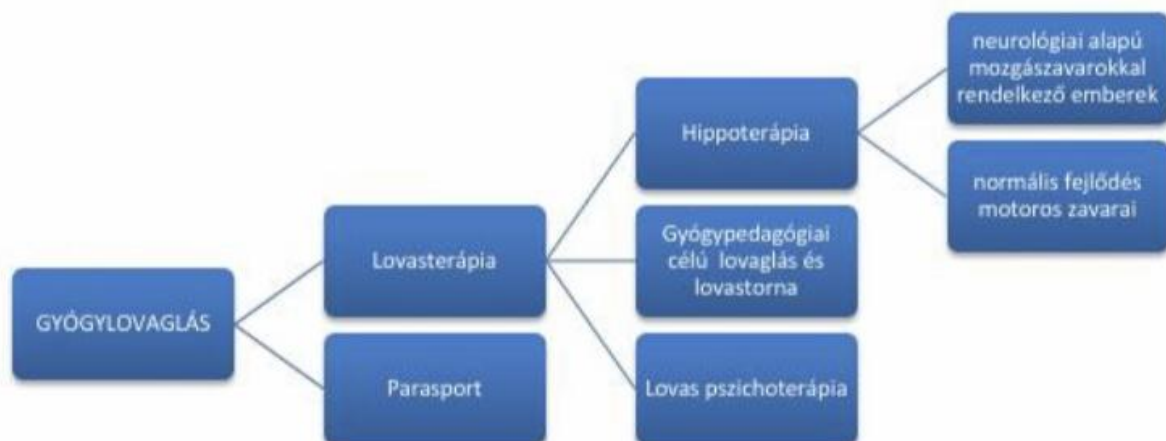 GYÓGYLOVAGLÁS
Lovasterápia
Parasport
Hippoterápia
Gyógypedagógiai
célú lovaglás és
lovastorna
Lovas pszichoterápia
neurológiai alapú
mozgászavarokkal
rendelkező emberek
normális fejlődés
motoros zavarai